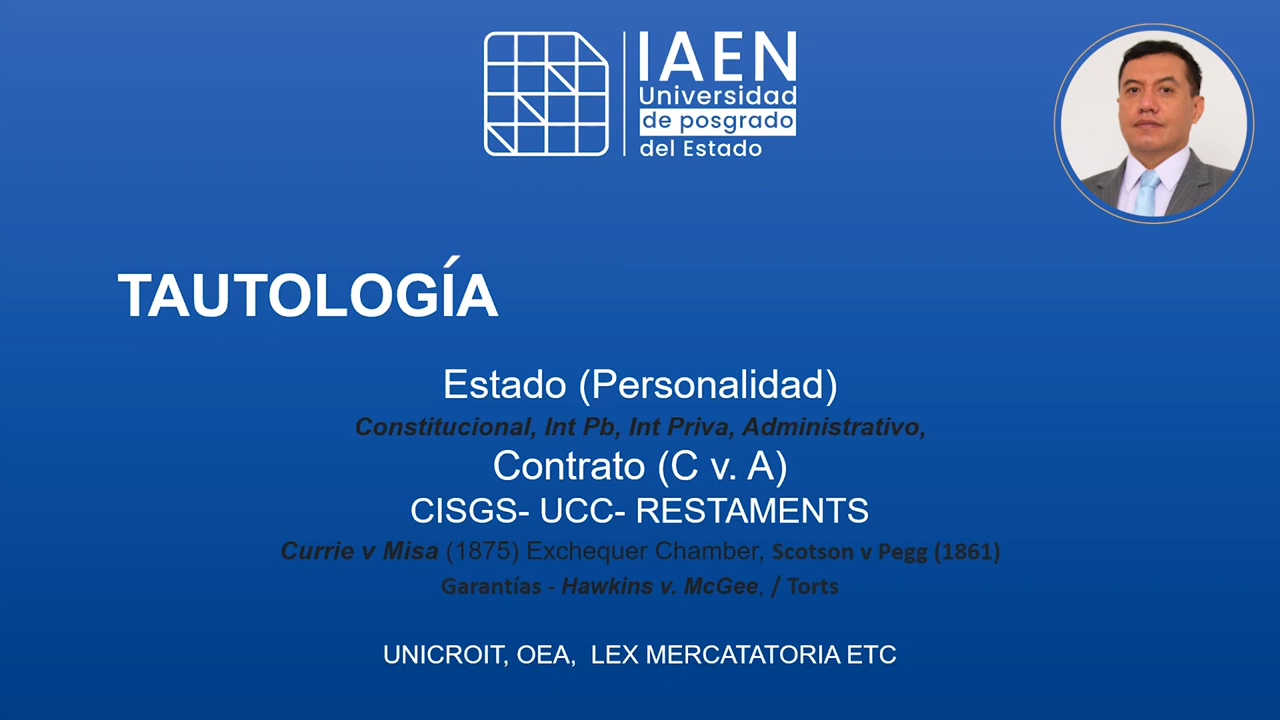 IAEN
Universidad
de posgrado
del Estado
TAUTOLOGÍA
Estado (Personalidad)
Constitucional, Int Pb, Int Priva, Administrativo,
Contrato (C v. A)
CISGS- UCC- RESTAMENTS
Currie v Misa (1875) Exchequer Chamber, Scotson v Pegg (1861)
Garantías - Hawkins v. McGee, / Torts
UNICROIT, OEA, LEX MERCATATORIA ETC